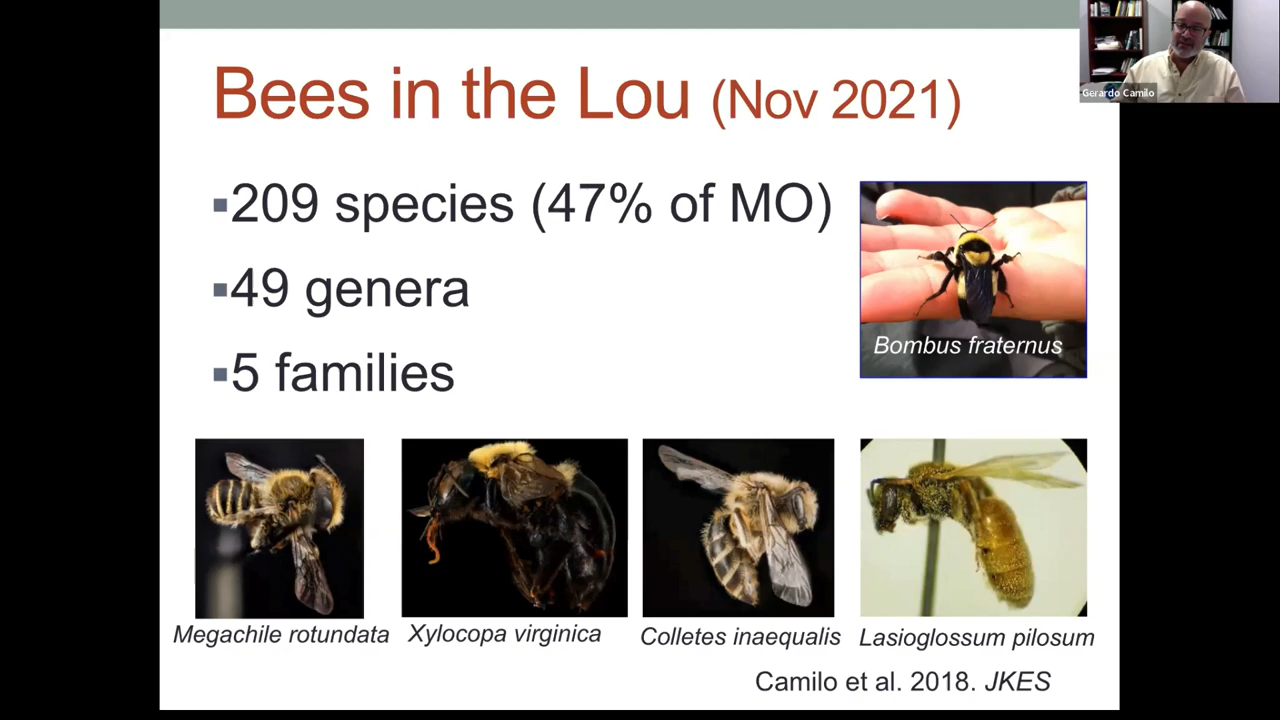 Bees in the Lou (Nov 2021)
Gerardo Camilo
▪209 species (47% of MO)
▪49 genera
▪5 families
Bombus fraternus
Megachile rotundata
Xylocopa virginica
Colletes inaequalis
Lasioglossum pilosum
Camilo et al. 2018. JKES